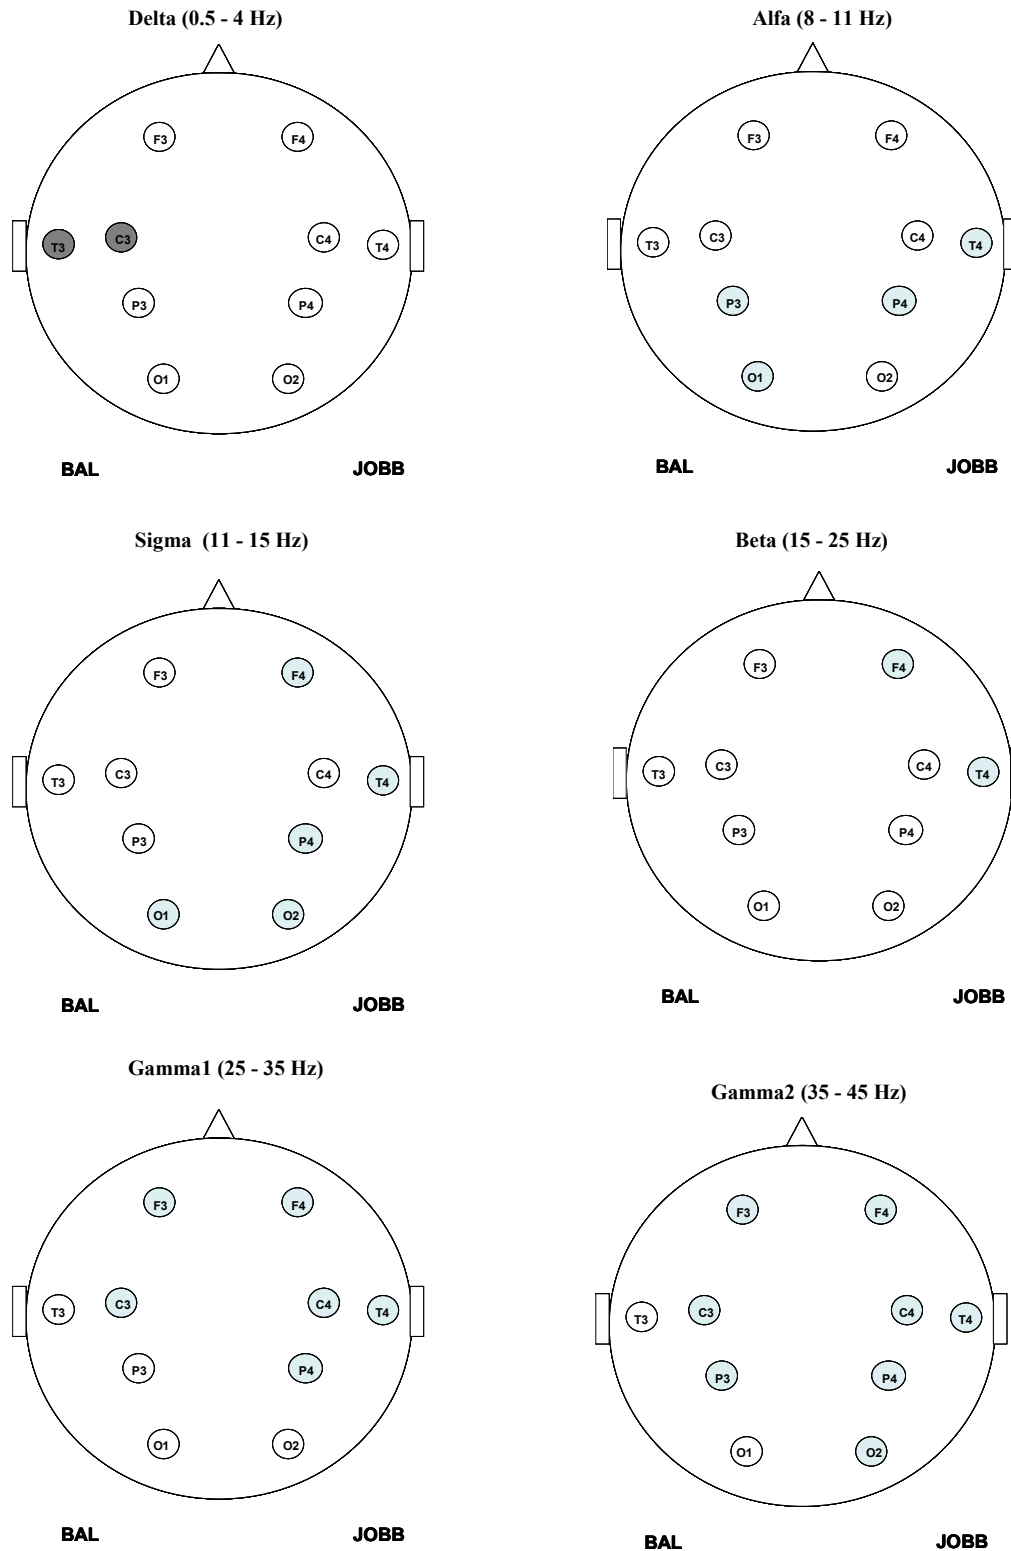 Delta (0.5 - 4 Hz)
F3 F4
T3 C3 C4 T4
P3 P4
O1 O2
BAL JOBB
Alfa (8 - 11 Hz)
F3 F4
T3 C3 C4 T4
P3 P4
O1 O2
BAL JOBB
Sigma (11 - 15 Hz)
F3 F4
T3 C3 C4 T4
P3 P4
O1 O2
BAL JOBB
Beta (15 - 25 Hz)
F3 F4
T3 C3 C4 T4
P3 P4
O1 O2
BAL JOBB
Gamma1 (25 - 35 Hz)
F3 F4
T3 C3 C4 T4
P3 P4
O1 O2
BAL JOBB
Gamma2 (35 - 45 Hz)
F3 F4
T3 C3 C4 T4
P3 P4
O1 O2
BAL JOBB